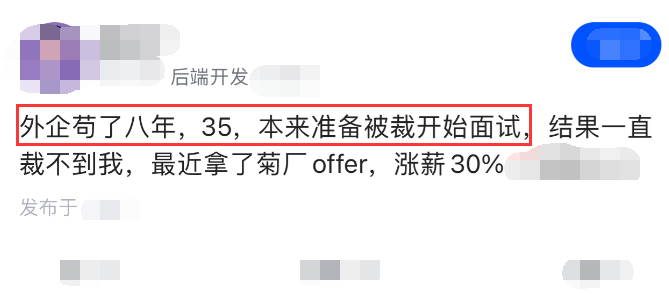 后端开发
外企苟了八年，35，本来准备被裁开始面试，结果一直
裁不到我，最近拿了菊厂offer，涨薪30%
发布于